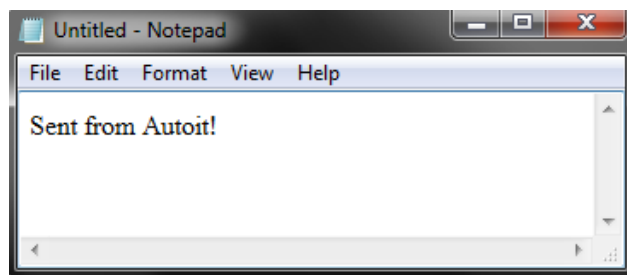 Untitled - Notepad
File Edit Format View Help
Sent from Autoit!